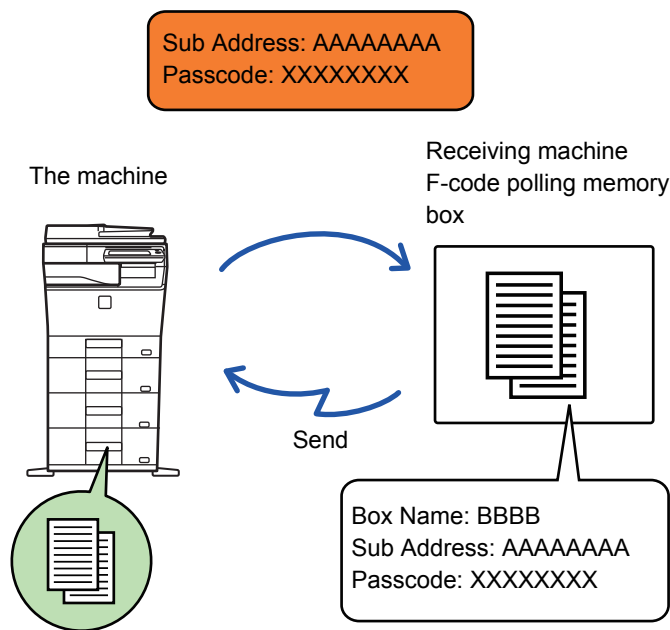 Sub Address: AAAAAAAA
Passcode: XXXXXXXX
The machine
Receiving machine
F-code polling memory
box
Send
Box Name: BBBB
Sub Address: AAAAAAAA
Passcode: XXXXXXXX